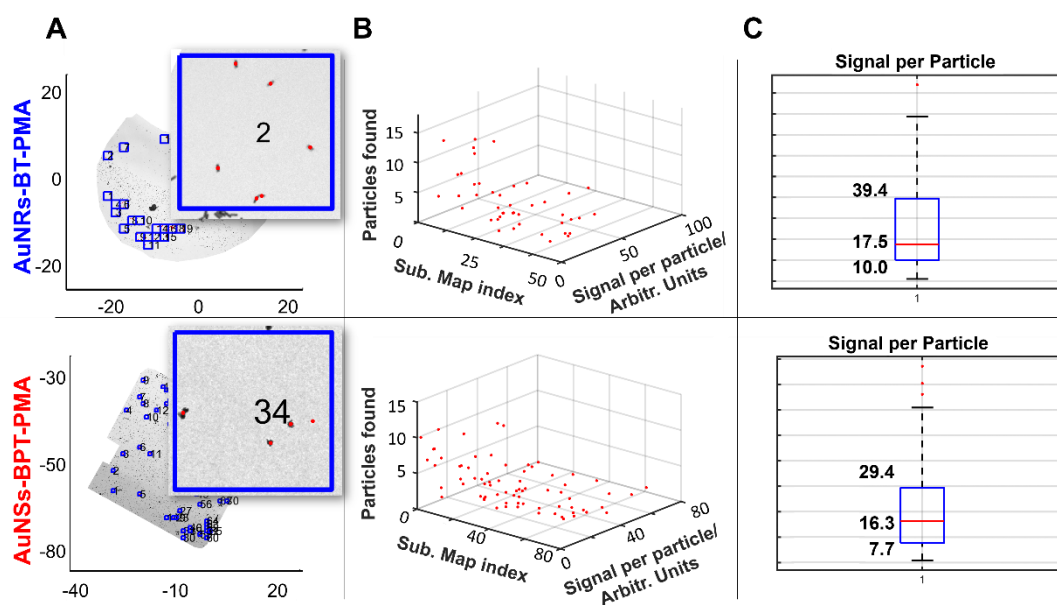 A
B
C
AuNRs-BT-PMA
20
10
0
-10
-20
-20
0
20
2
Particles found
15
10
5
0
25
50
Sub. Map index
0
50
100
Signal per particle/
Arbitr. Units
Signal per Particle
39.4
17.5
10.0
1
AuNSs-BPT-PMA
-30
-50
-80
-40
-10
20
34
Particles found
15
10
5
0
40
80
Sub. Map index
0
40
80
Signal per particle/
Arbitr. Units
Signal per Particle
29.4
16.3
7.7
1